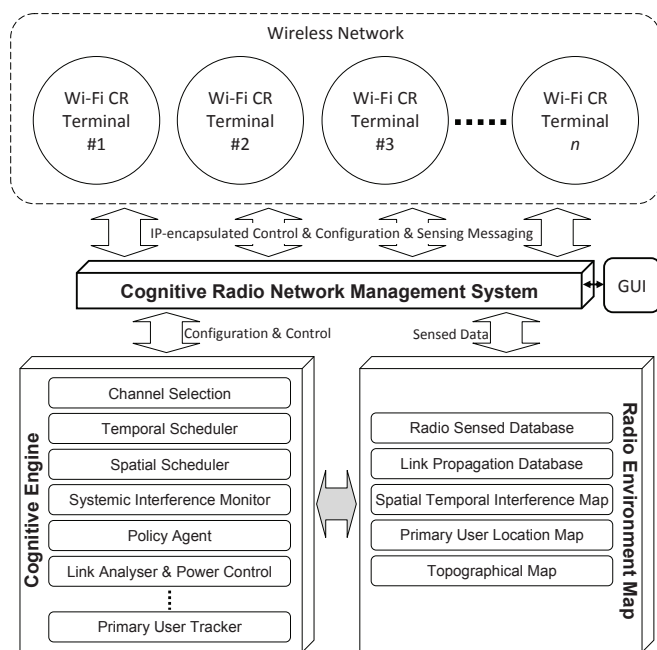 Wireless Network
Wi-Fi CR
Terminal
#1
Wi-Fi CR
Terminal
#2
Wi-Fi CR
Terminal
#3
Wi-Fi CR
Terminal
n
IP-encapsulated Control & Configuration & Sensing Messaging
Cognitive Radio Network Management System
GUI
Configuration & Control
Sensed Data
Cognitive Engine
Channel Selection
Temporal Scheduler
Spatial Scheduler
Systemic Interference Monitor
Policy Agent
Link Analyser & Power Control
Primary User Tracker
Radio Sensed Database
Link Propagation Database
Spatial Temporal Interference Map
Primary User Location Map
Topographical Map
Radio Environment Map